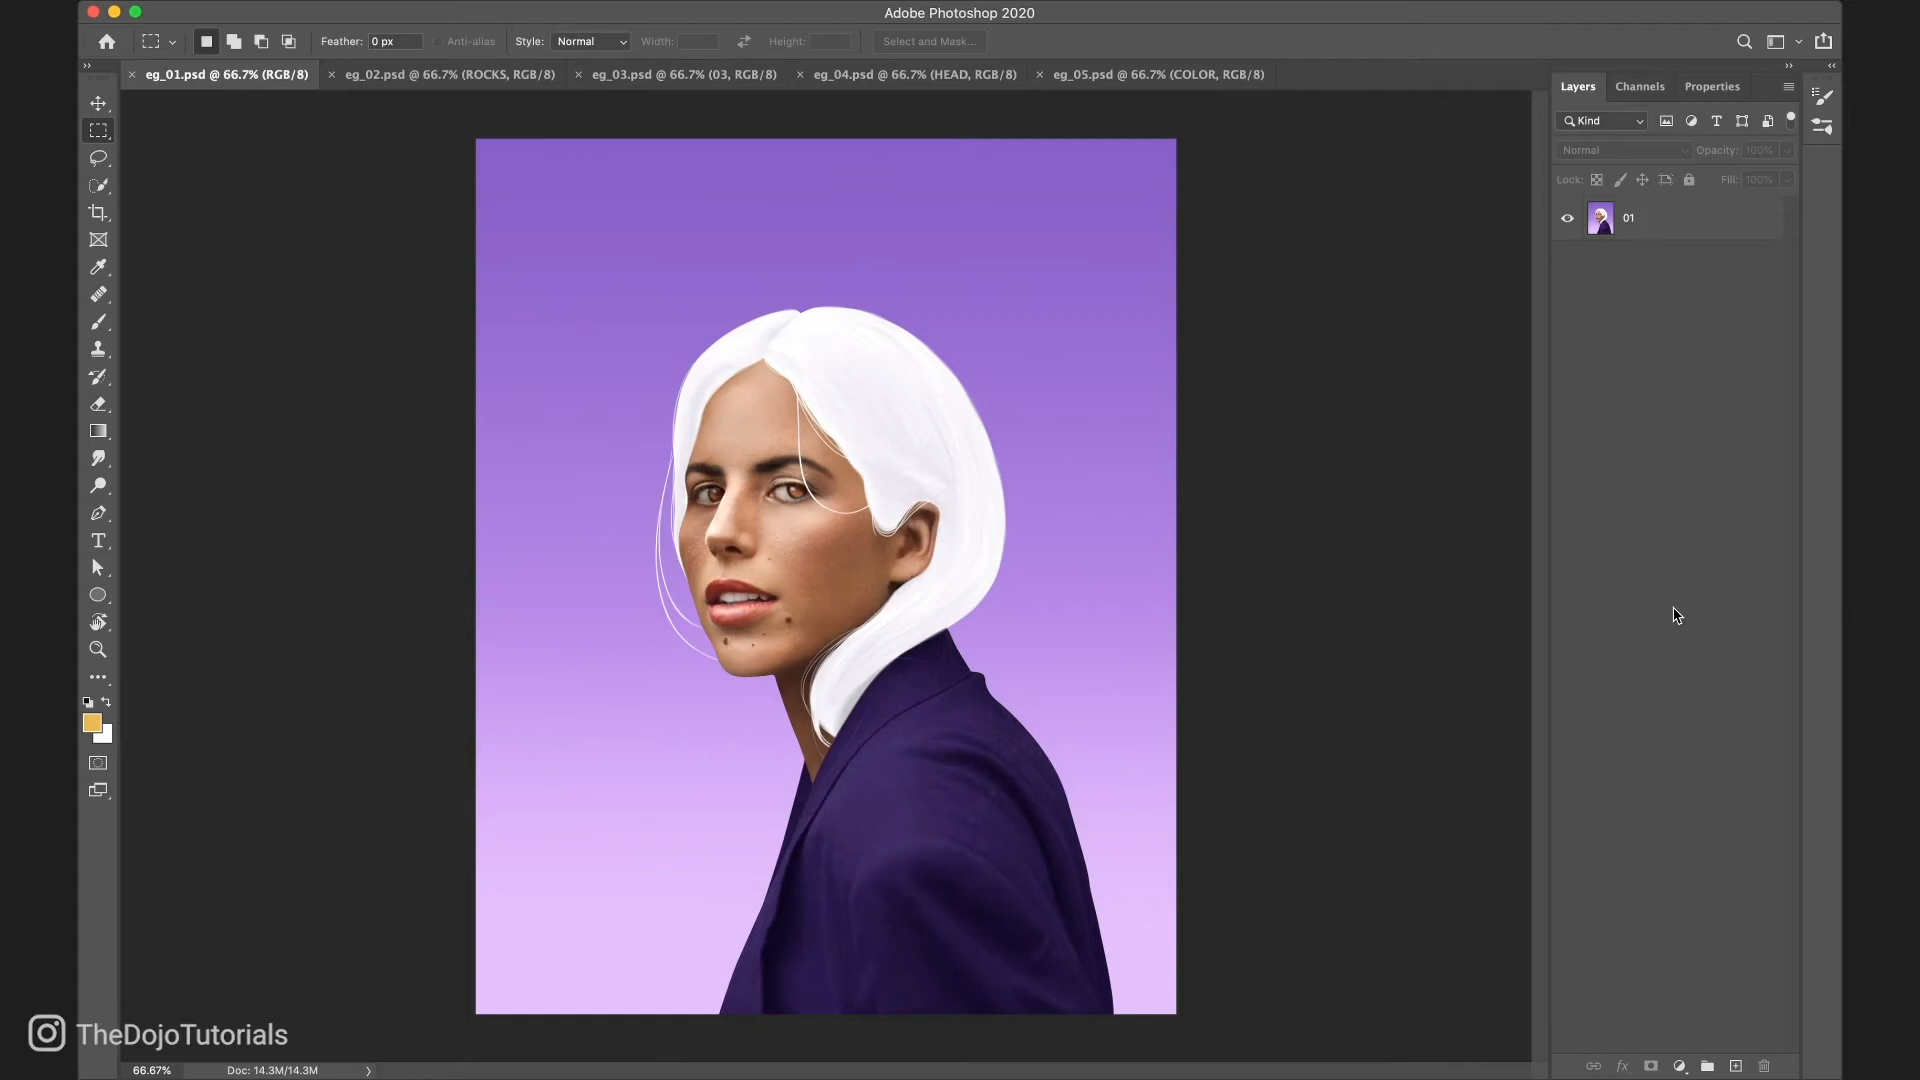 Adobe Photoshop 2020
Feather: 0 px Anti-alias Style: Normal Width: Height: Select and Mask...
eg_01.psd @ 66.7% (RGB/8) eg_02.psd @ 66.7% (ROCKS, RGB/8) eg_03.psd @ 66.7% (03, RGB/8) eg_04.psd @ 66.7% (HEAD, RGB/8) eg_05.psd @ 66.7% (COLOR, RGB/8)
Layers Channels Properties
Kind
Normal Opacity: 100%
Lock: Fill: 100%
01
TheDojoTutorials
66.67% Doc: 14.3M/14.3M